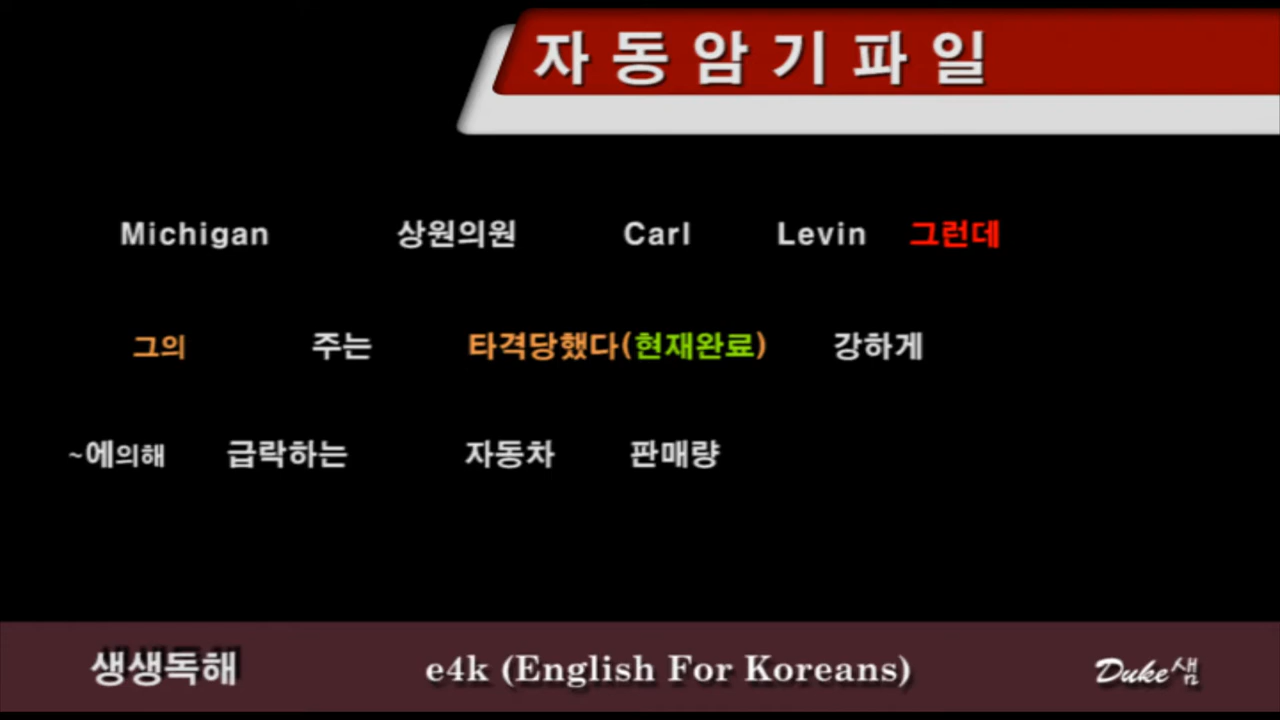 자동암기파일
Michigan 상원의원 Carl Levin 그런데
그의 주는 타격당했다(현재완료) 강하게
~에의해 급락하는 자동차 판매량
생생독해 e4k (English For Koreans) Duke샘